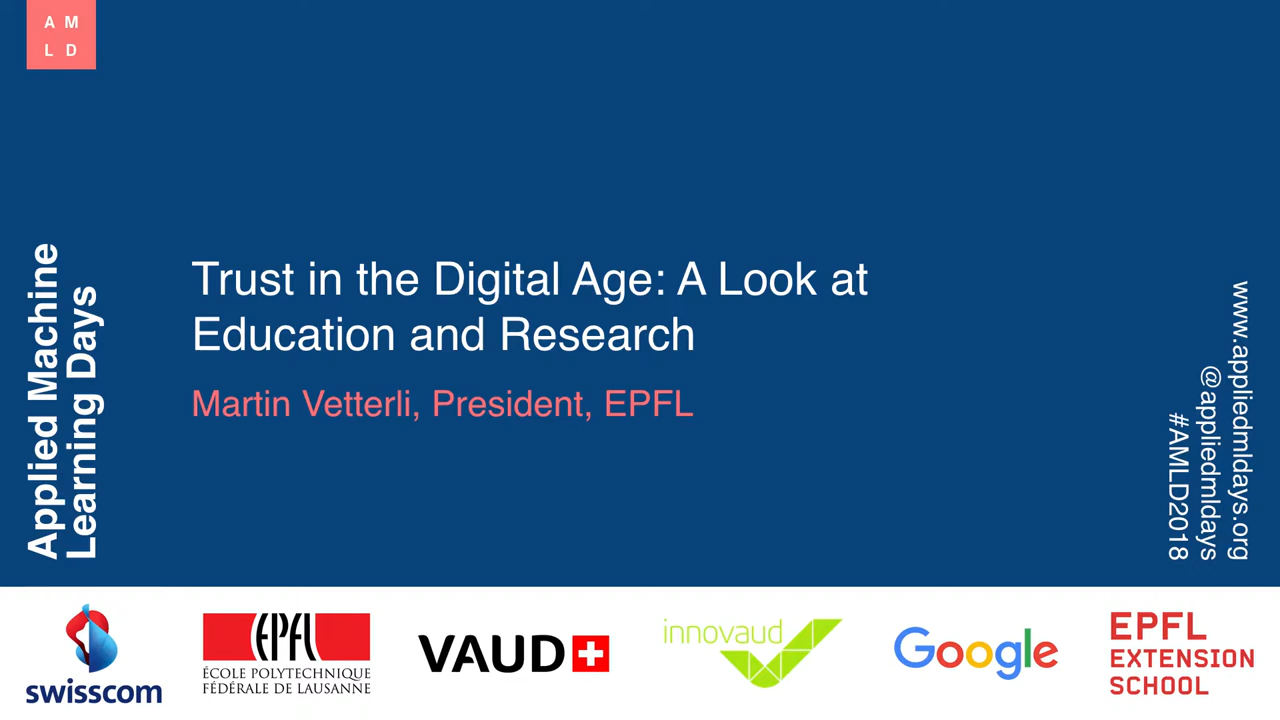 A M
L D
Applied Machine
Learning Days
Trust in the Digital Age: A Look at
Education and Research
Martin Vetterli, President, EPFL
www.appliedmldays.org
@appliedmldays
#AMLD2018
swisscom
EPFL
ÉCOLE POLYTECHNIQUE
FÉDÉRALE DE LAUSANNE
VAUD
innovaud
Google
EPFL
EXTENSION
SCHOOL